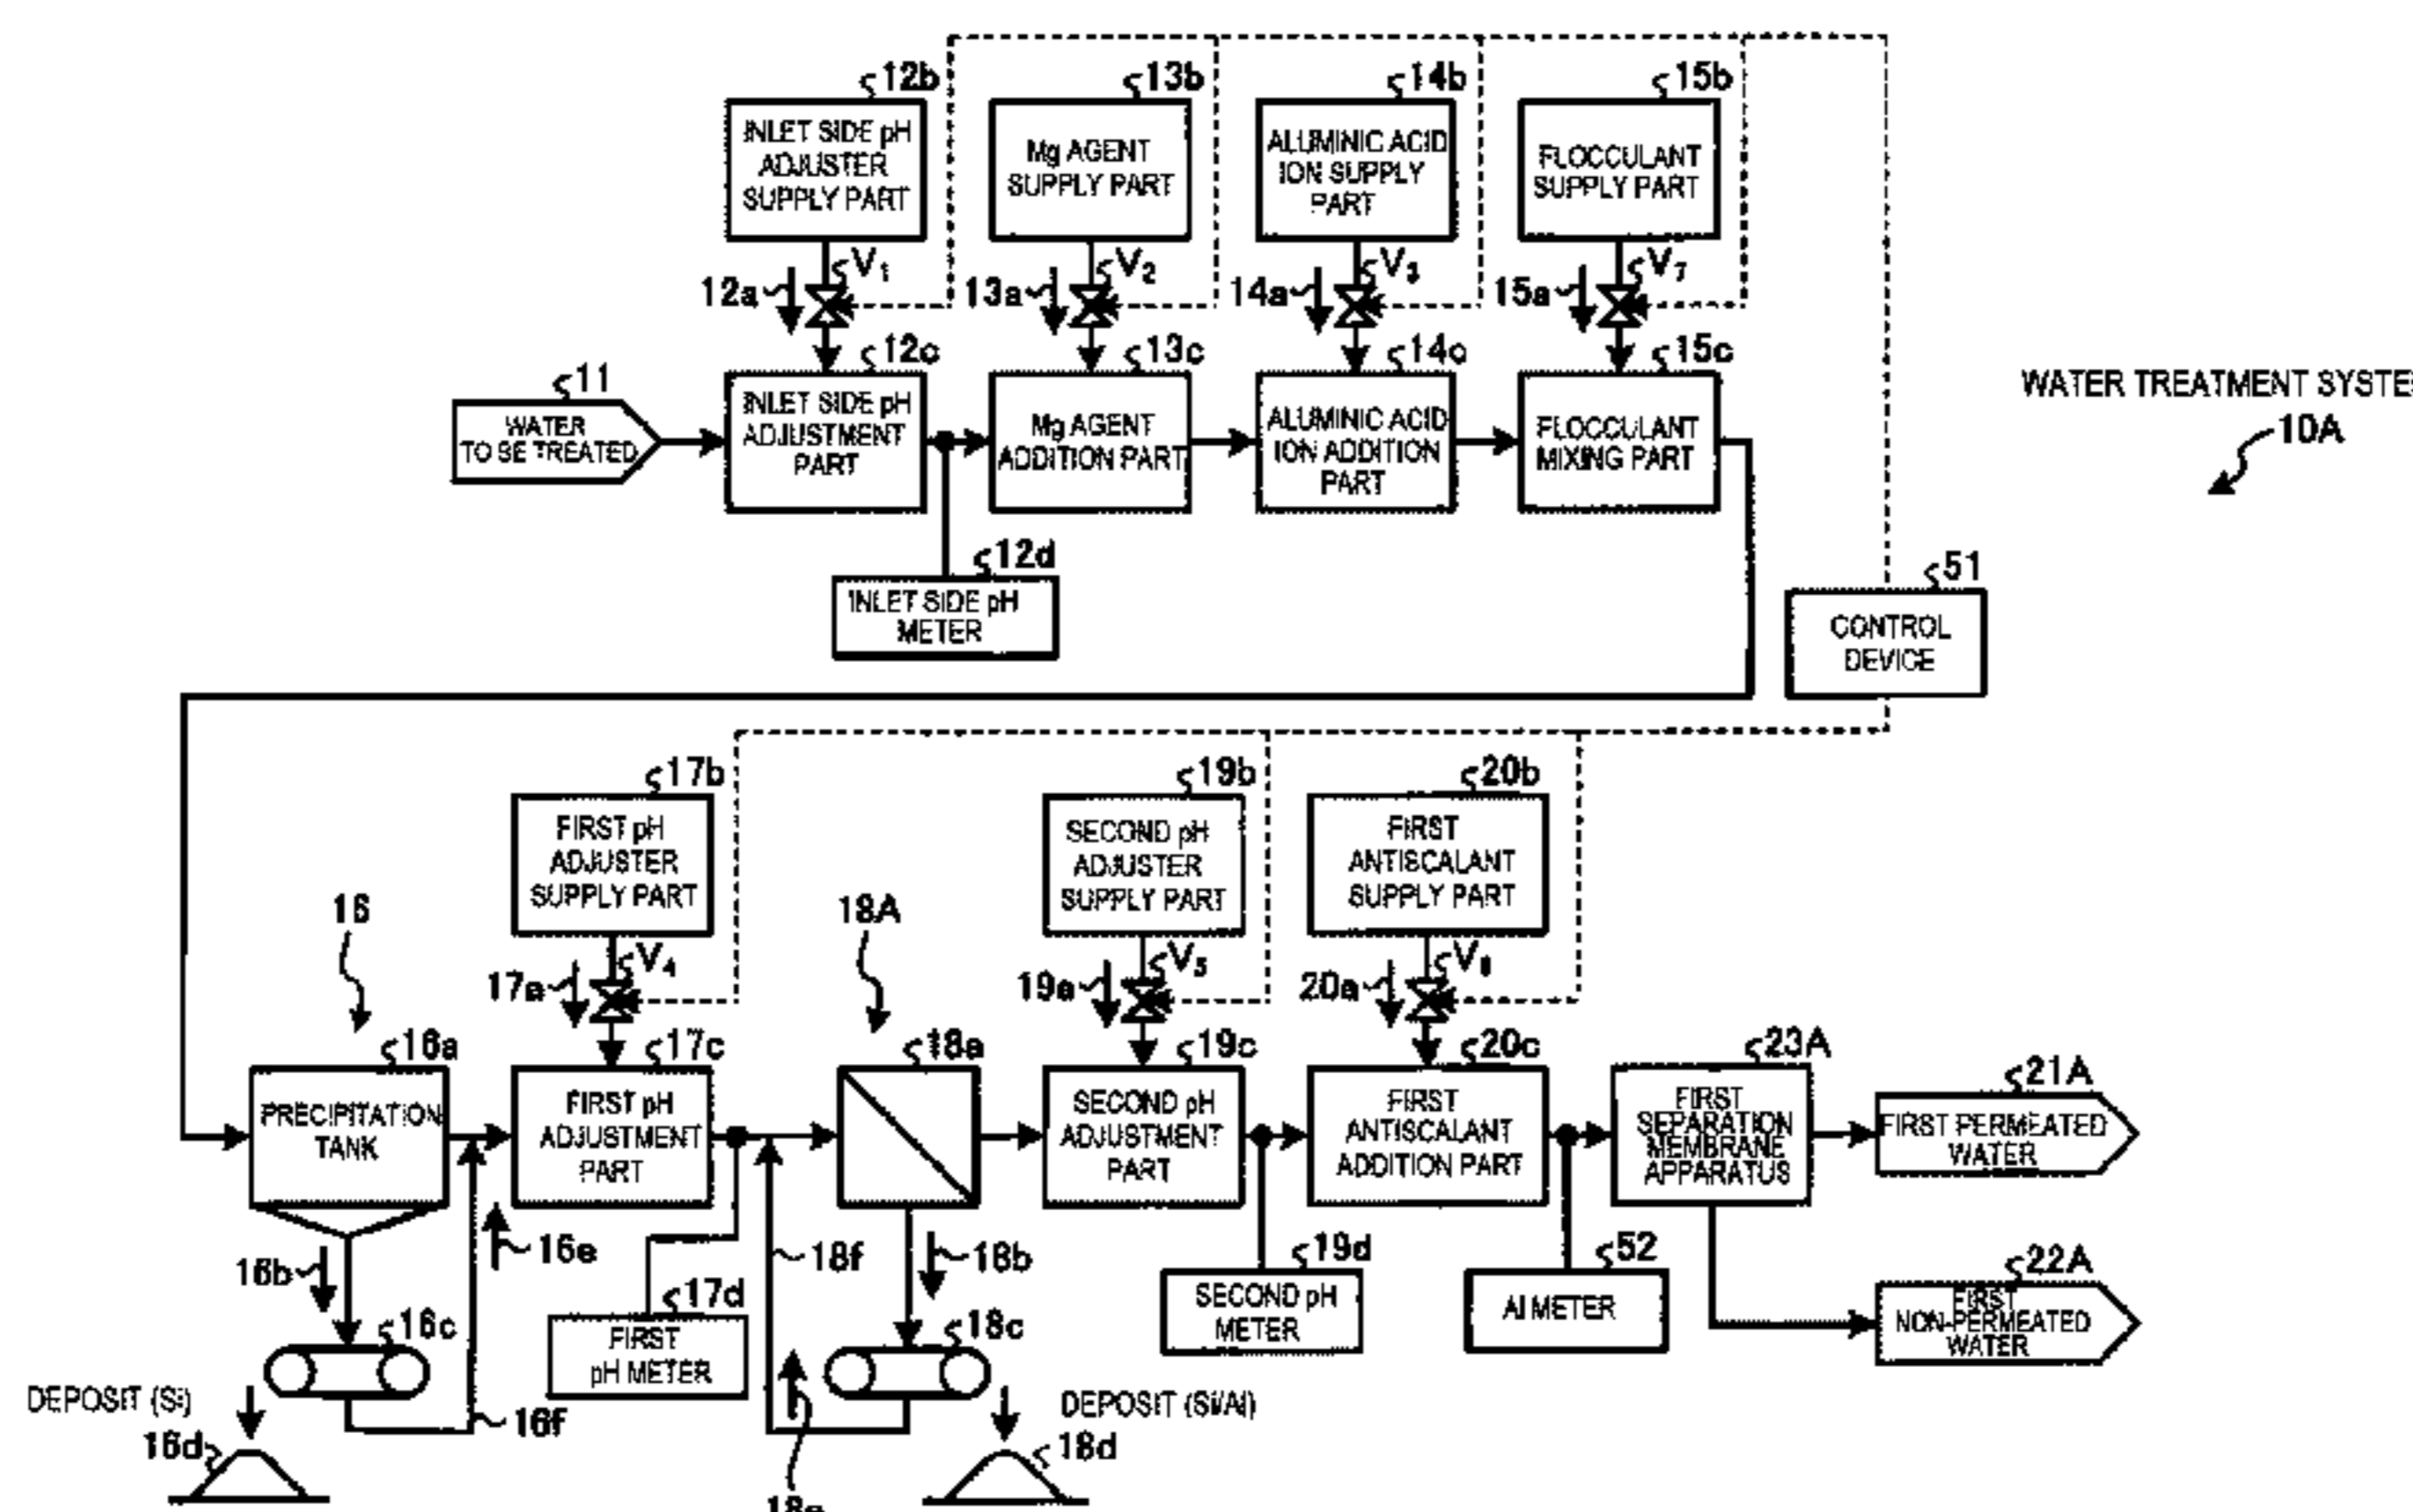 12b
13b
14b
15b
INLET SIDE pH
ADJUSTER
SUPPLY PART
Mg AGENT
SUPPLY PART
ALUMINIC ACID
ION SUPPLY
PART
FLOCCULANT
SUPPLY PART
V1
V2
V3
V7
12a
13a
14a
15a
12c
13c
14c
15c
11
WATER
TO BE TREATED
INLET SIDE pH
ADJUSTMENT
PART
Mg AGENT
ADDITION PART
ALUMINIC ACID
ION ADDITION
PART
FLOCCULANT
MIXING PART
WATER TREATMENT SYSTE
10A
12d
INLET SIDE pH
METER
51
CONTROL
DEVICE
17b
19b
20b
FIRST pH
ADJUSTER
SUPPLY PART
SECOND pH
ADJUSTER
SUPPLY PART
FIRST
ANTISCALANT
SUPPLY PART
16
18A
V4
V5
V6
17a
19a
20a
16a
17c
18a
19c
20c
23A
21A
PRECIPITATION
TANK
FIRST pH
ADJUSTMENT
PART
SECOND pH
ADJUSTMENT
PART
FIRST
ANTISCALANT
ADDITION PART
FIRST
SEPARATION
MEMBRANE
APPARATUS
FIRST PERMEATED
WATER
16b
16e
18f
18b
19d
52
22A
SECOND pH
METER
Al METER
FIRST
NON-PERMEATED
WATER
17d
FIRST
pH METER
16c
18c
DEPOSIT (Si)
16d
16f
DEPOSIT (Si/Al)
18d
18e